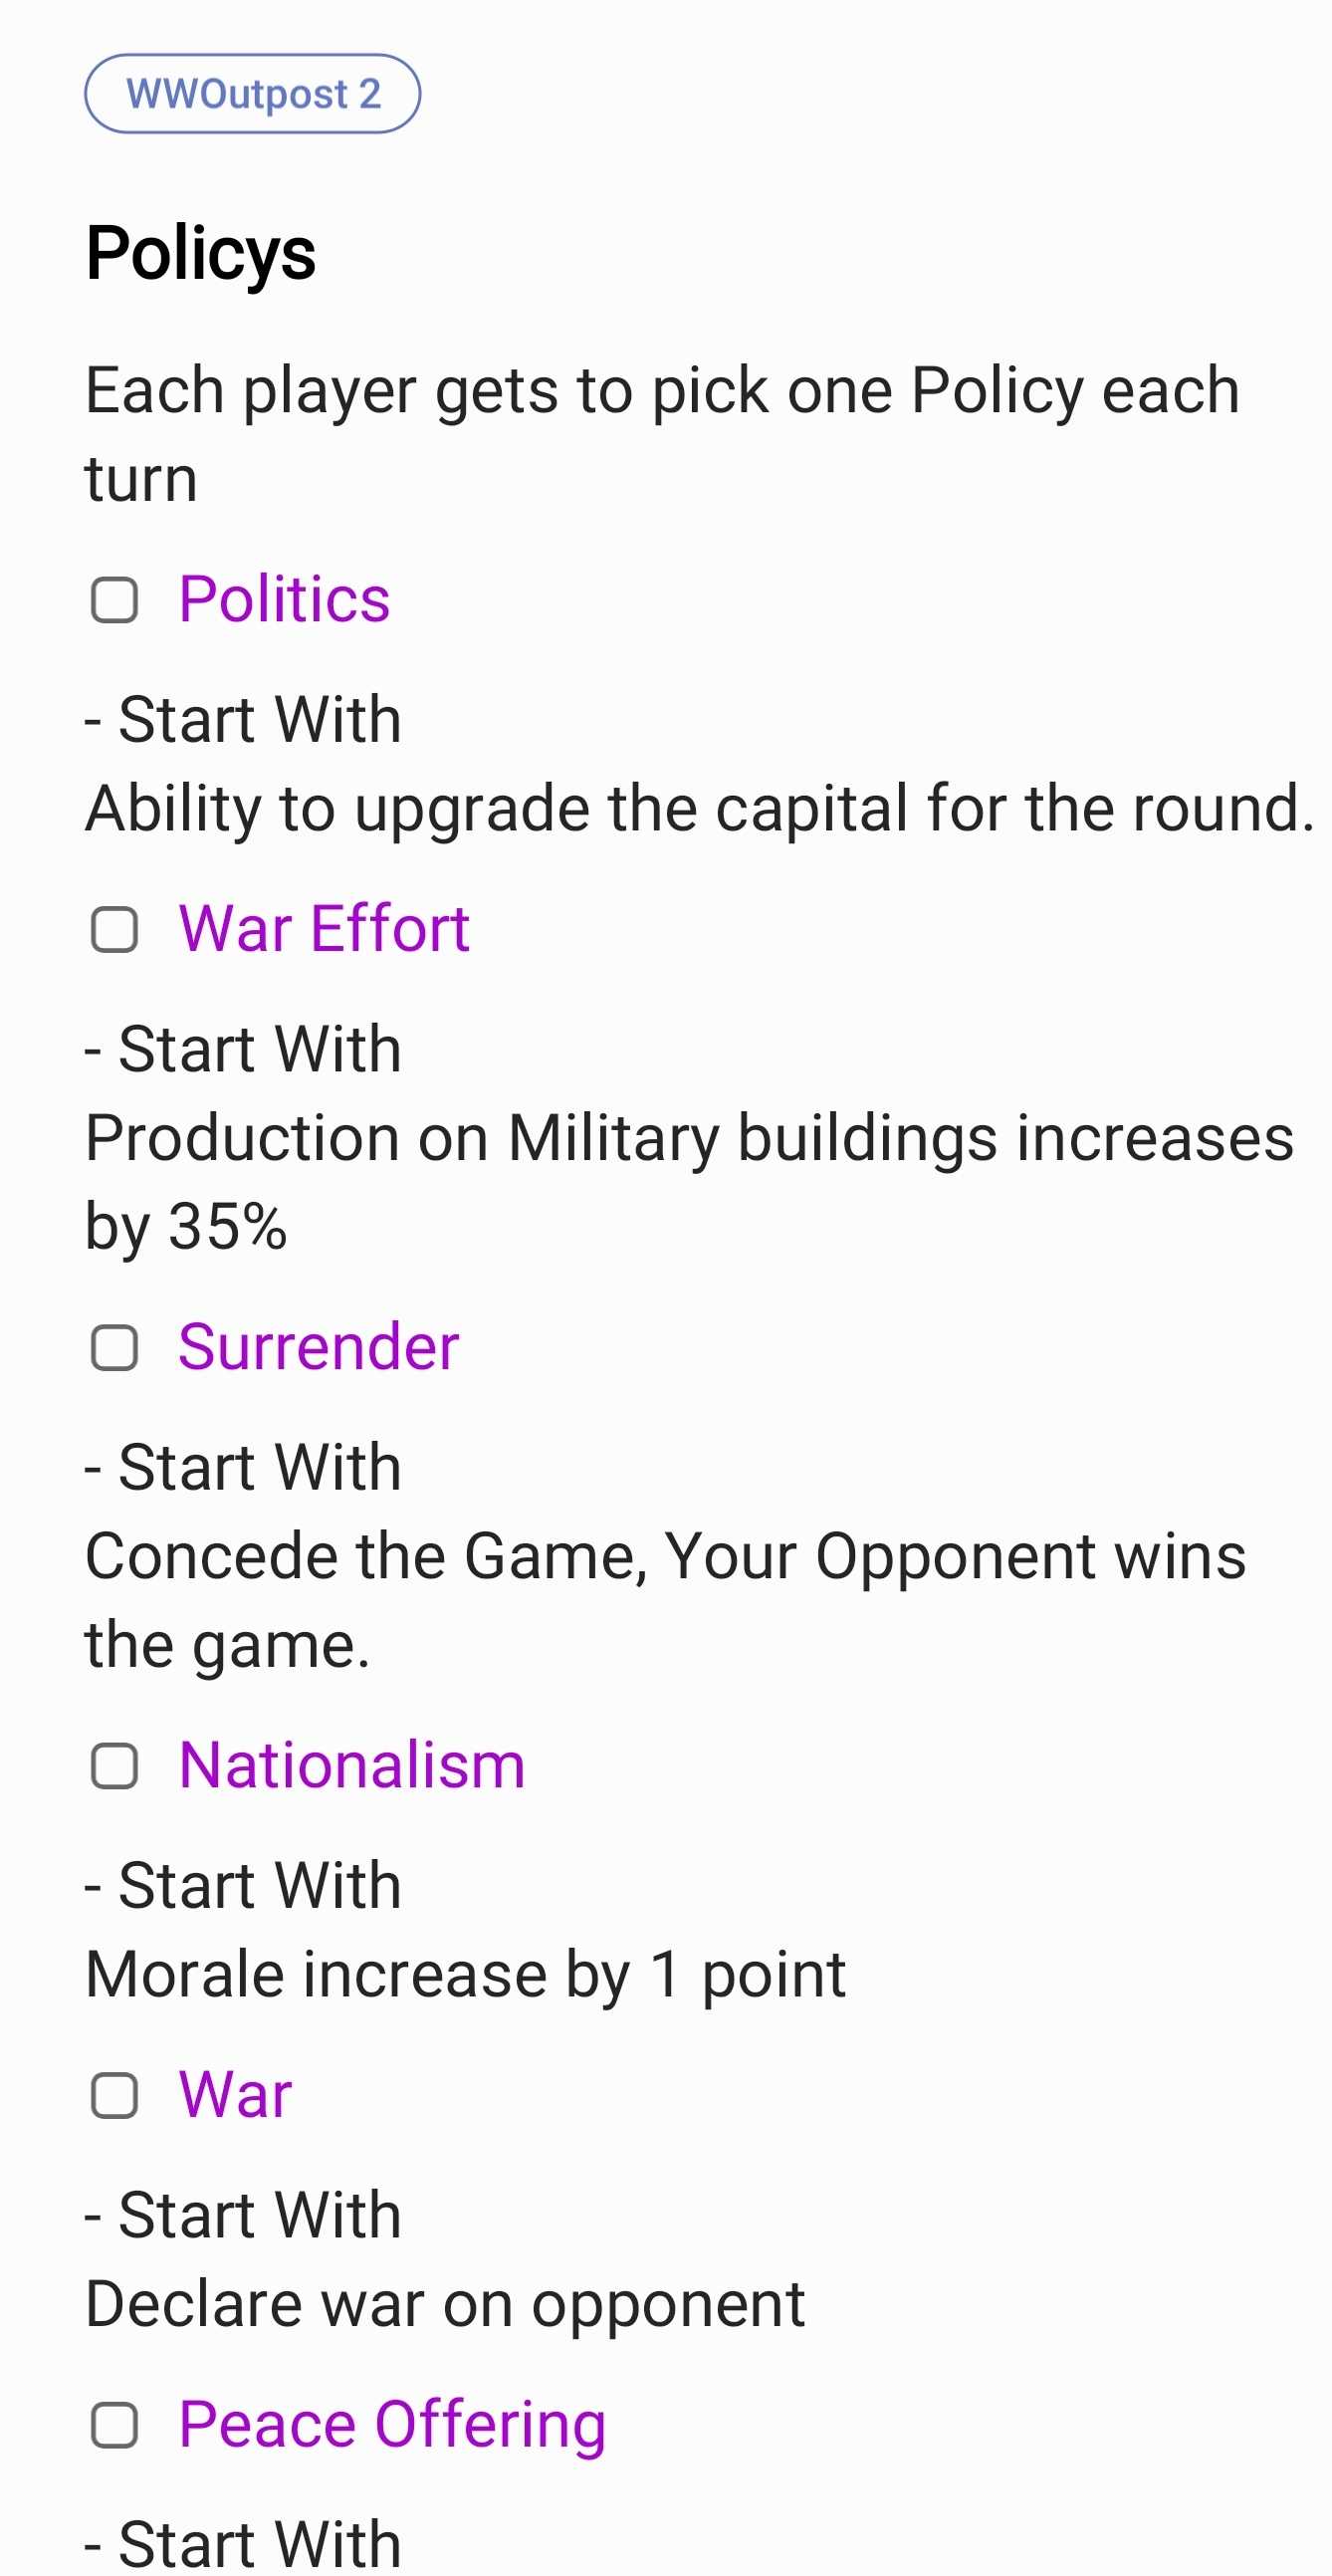 WWOutpost 2
Policys
Each player gets to pick one Policy each
turn
Politics
- Start With
Ability to upgrade the capital for the round.
War Effort
- Start With
Production on Military buildings increases
by 35%
Surrender
- Start With
Concede the Game, Your Opponent wins
the game.
Nationalism
- Start With
Morale increase by 1 point
War
- Start With
Declare war on opponent
Peace Offering
- Start With